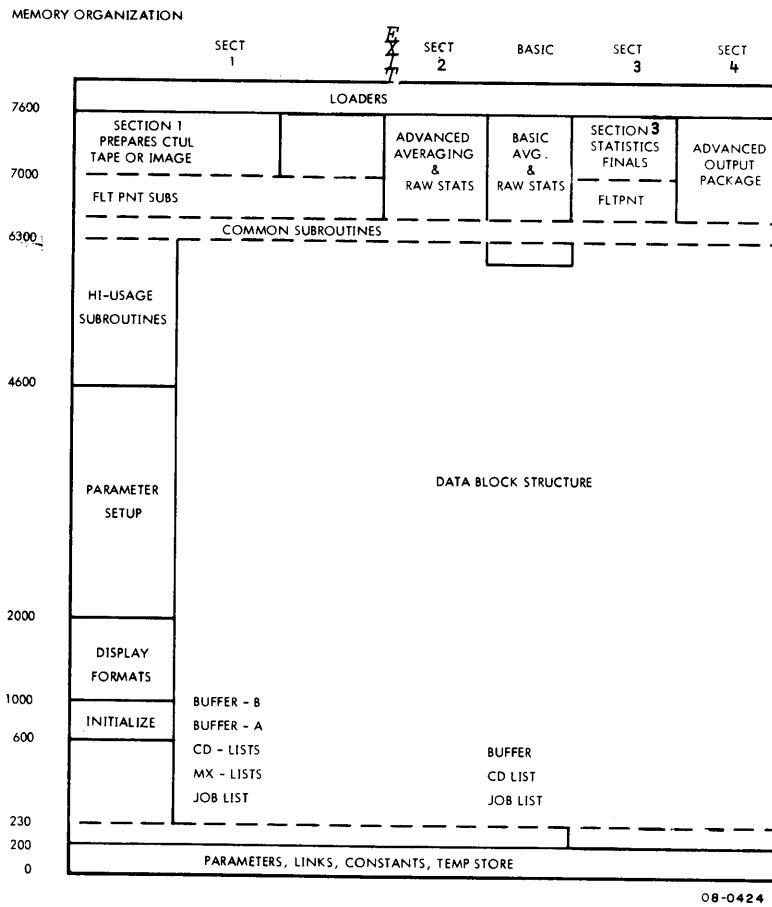 MEMORY ORGANIZATION
EXIT
SECT 1
SECT 2
BASIC
SECT 3
SECT 4
LOADERS
7600
SECTION 1
PREPARES CTUL
TAPE OR IMAGE
ADVANCED
AVERAGING
&
RAW STATS
BASIC
AVG.
&
RAW STATS
SECTION 3
STATISTICS
FINALS
ADVANCED
OUTPUT
PACKAGE
7000
FLT PNT SUBS
FLTPNT
COMMON SUBROUTINES
6300
HI-USAGE
SUBROUTINES
4600
PARAMETER
SETUP
DATA BLOCK STRUCTURE
2000
DISPLAY
FORMATS
1000
INITIALIZE
600
BUFFER - B
BUFFER - A
CD - LISTS
MX - LISTS
JOB LIST
BUFFER
CD LIST
JOB LIST
230
200
PARAMETERS, LINKS, CONSTANTS, TEMP STORE
0
08-0424